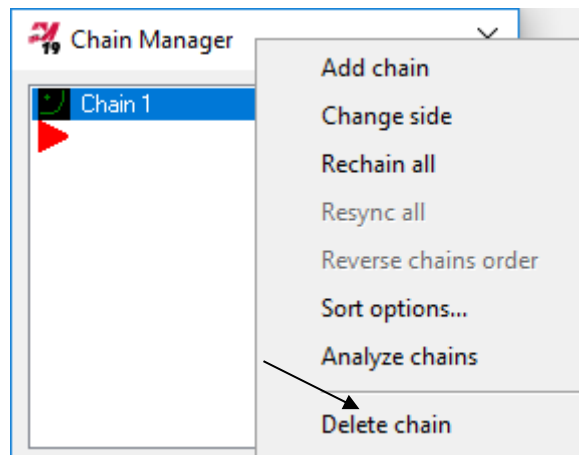 19 Chain Manager
Chain 1
Add chain
Change side
Rechain all
Resync all
Reverse chains order
Sort options...
Analyze chains
Delete chain